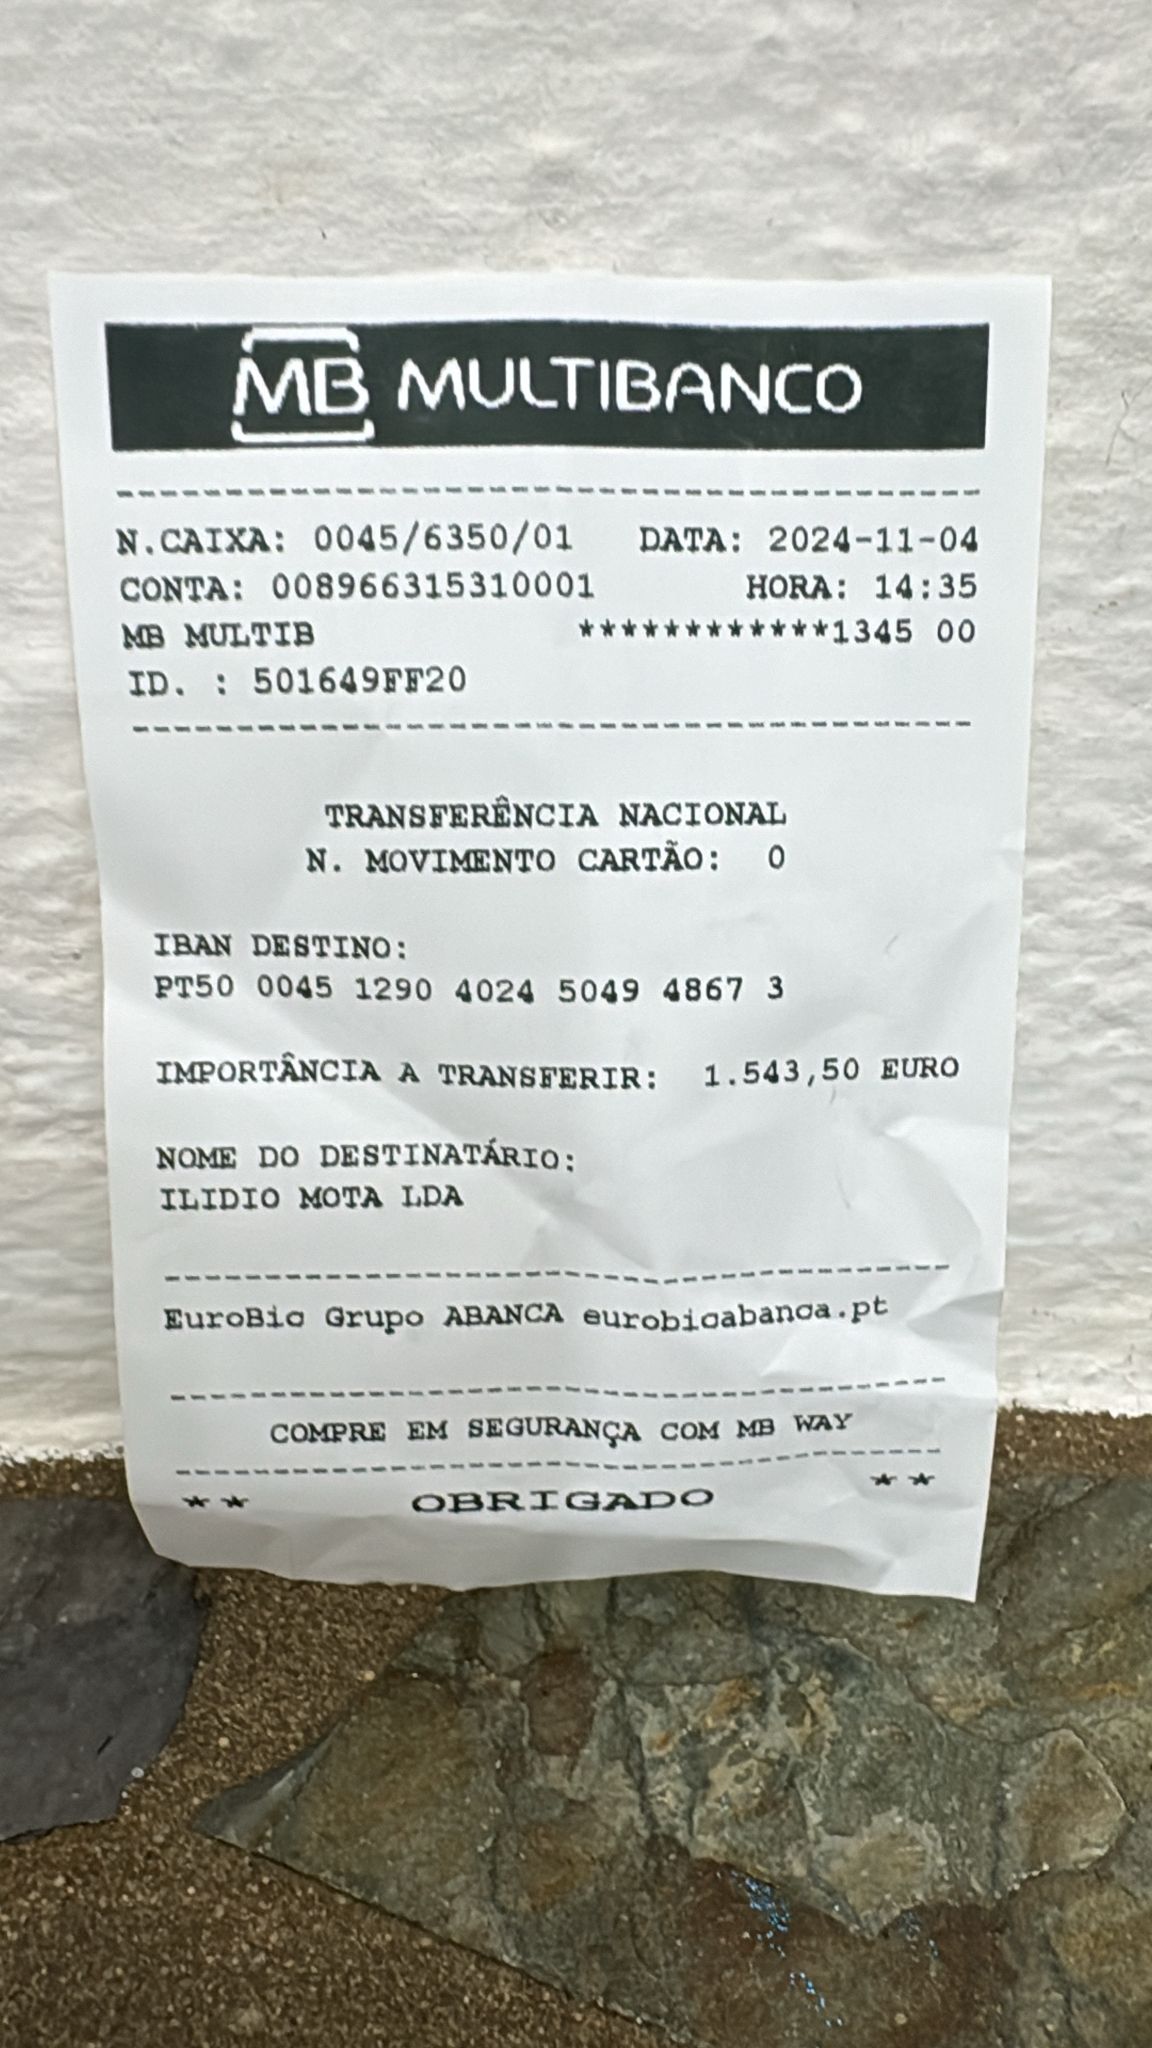 MB MULTIBANCO
------------------------------------------
N.CAIXA: 0045/6350/01 DATA: 2024-11-04
CONTA: 008966315310001 HORA: 14:35
MB MULTIB ************1345 00
ID. : 501649FF20
------------------------------------------
TRANSFERÊNCIA NACIONAL
N. MOVIMENTO CARTÃO: 0
IBAN DESTINO:
PT50 0045 1290 4024 5049 4867 3
IMPORTÂNCIA A TRANSFERIR: 1.543,50 EURO
NOME DO DESTINATÁRIO:
ILIDIO MOTA LDA
------------------------------------------
EuroBic Grupo ABANCA eurobicabanca.pt
------------------------------------------
COMPRE EM SEGURANÇA COM MB WAY
------------------------------------------
** OBRIGADO **